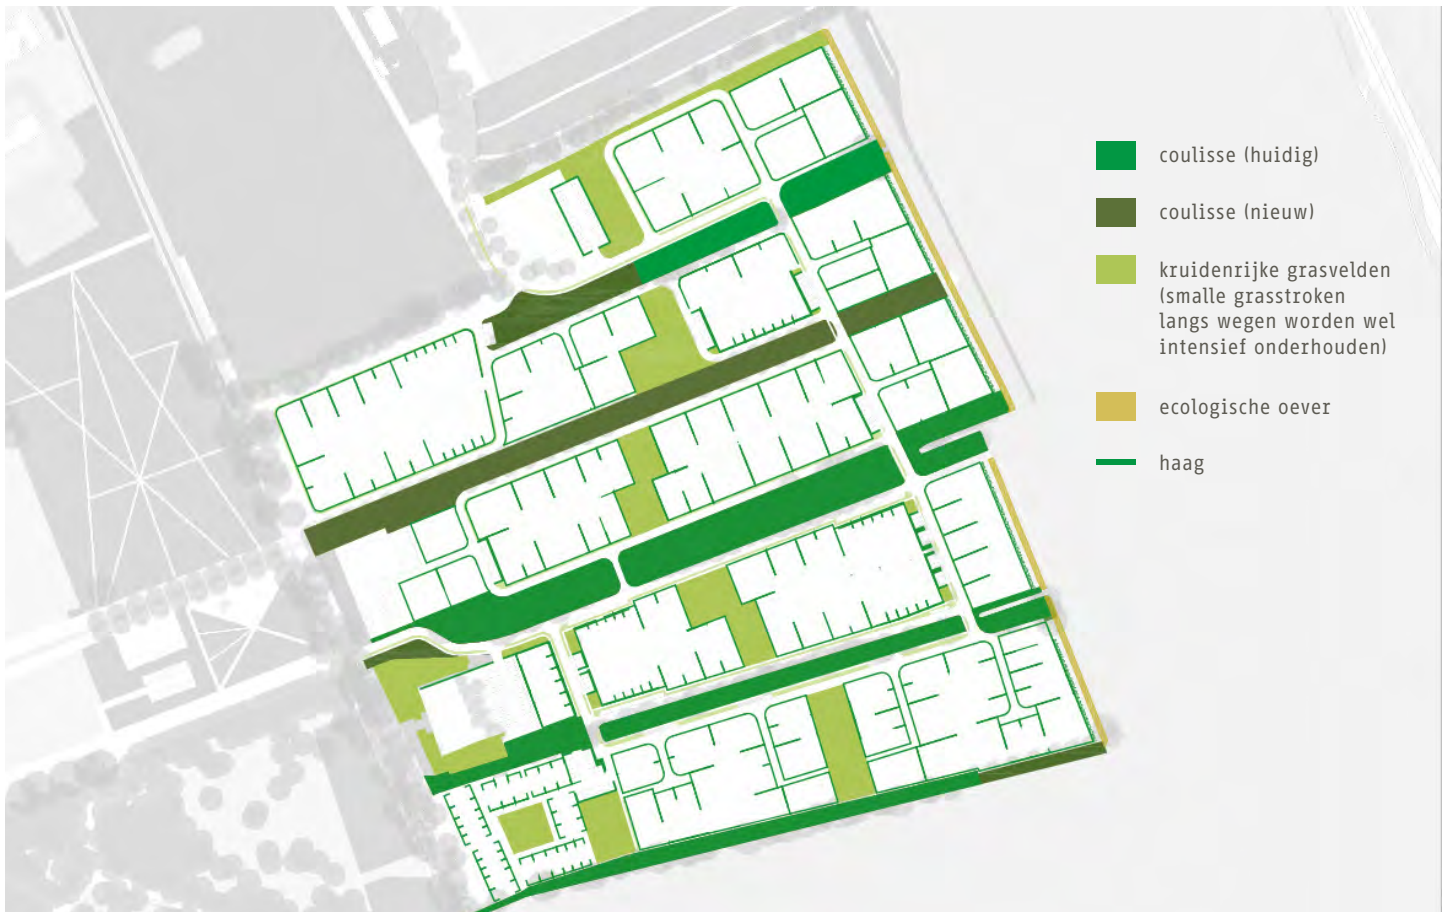 coulisse (huidig)
coulisse (nieuw)
kruidenrijke grasvelden
(smalle grasstroken
langs wegen worden wel
intensief onderhouden)
ecologische oever
haag